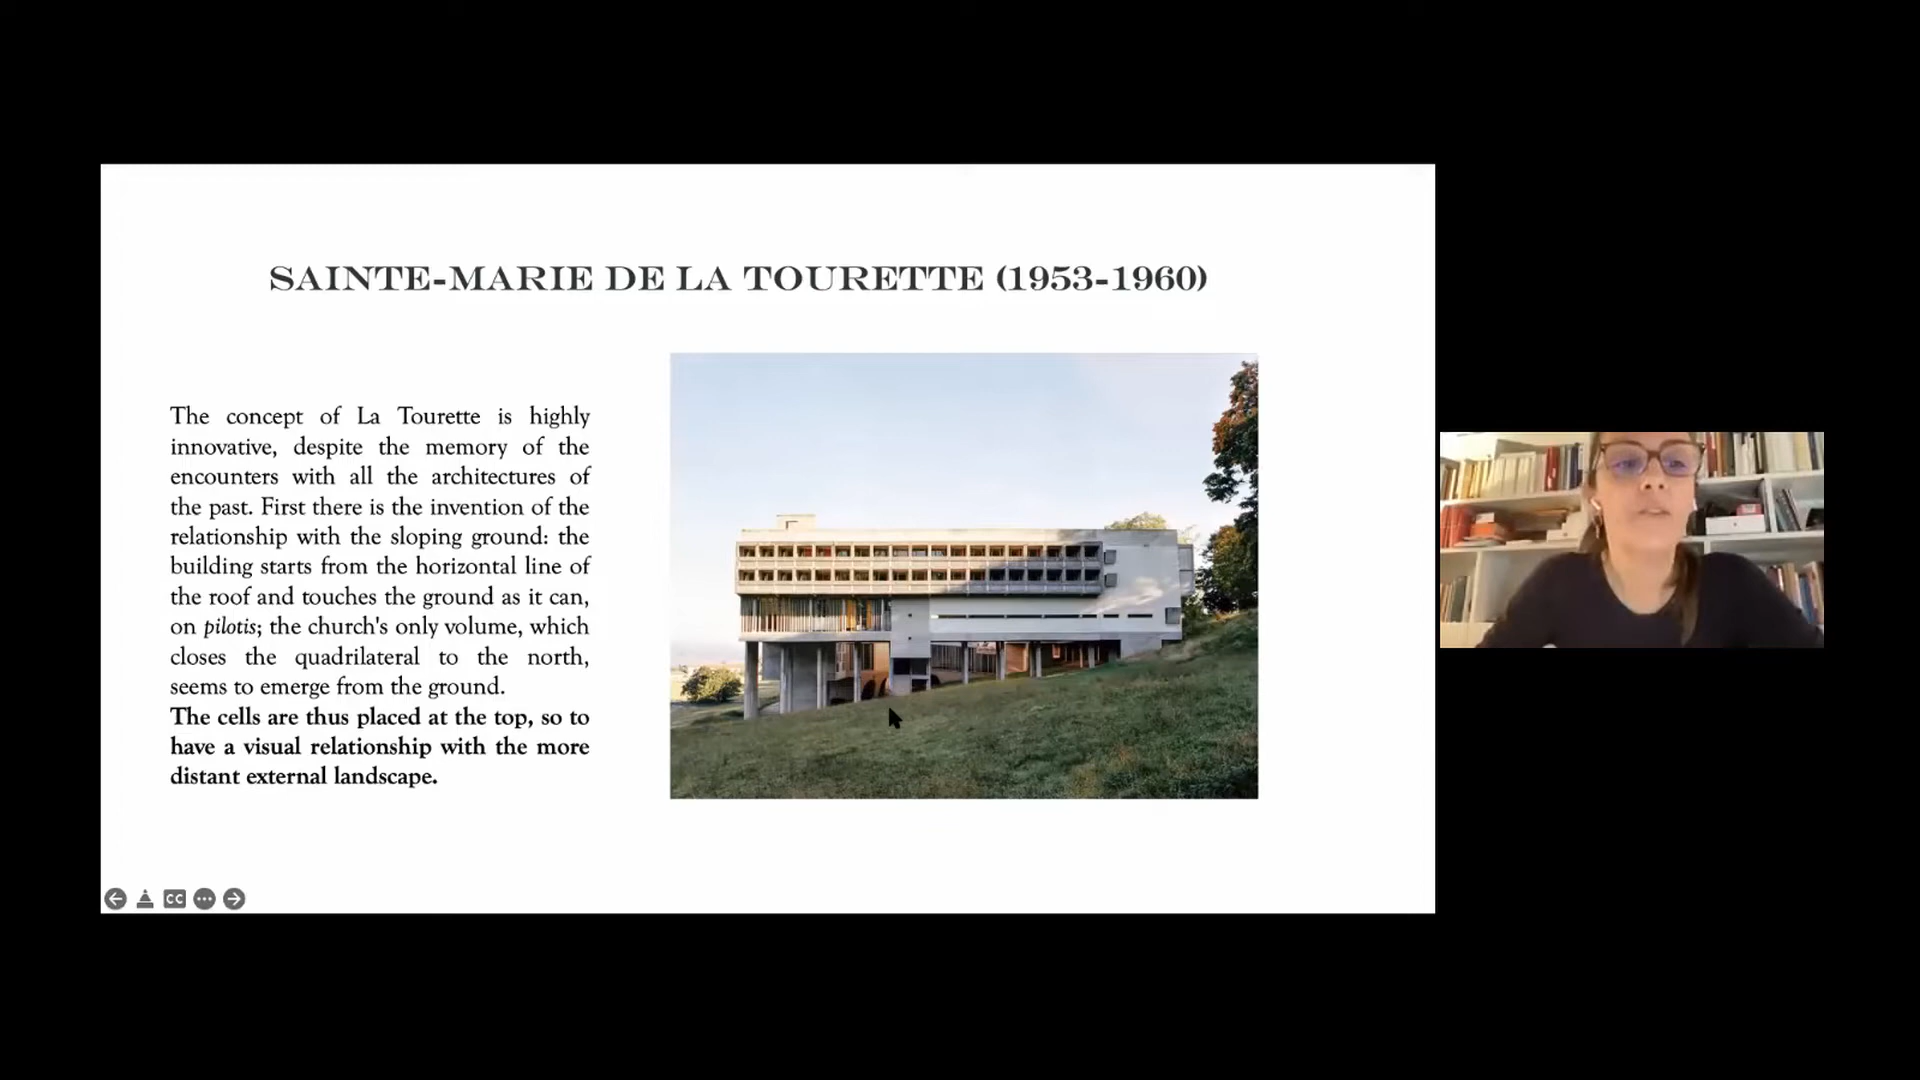 SAINTE-MARIE DE LA TOURETTE (1953-1960)
The concept of La Tourette is highly
innovative, despite the memory of the
encounters with all the architectures of
the past. First there is the invention of the
relationship with the sloping ground: the
building starts from the horizontal line of
the roof and touches the ground as it can,
on pilotis; the church's only volume, which
closes the quadrilateral to the north,
seems to emerge from the ground.
The cells are thus placed at the top, so to
have a visual relationship with the more
distant external landscape.
CC